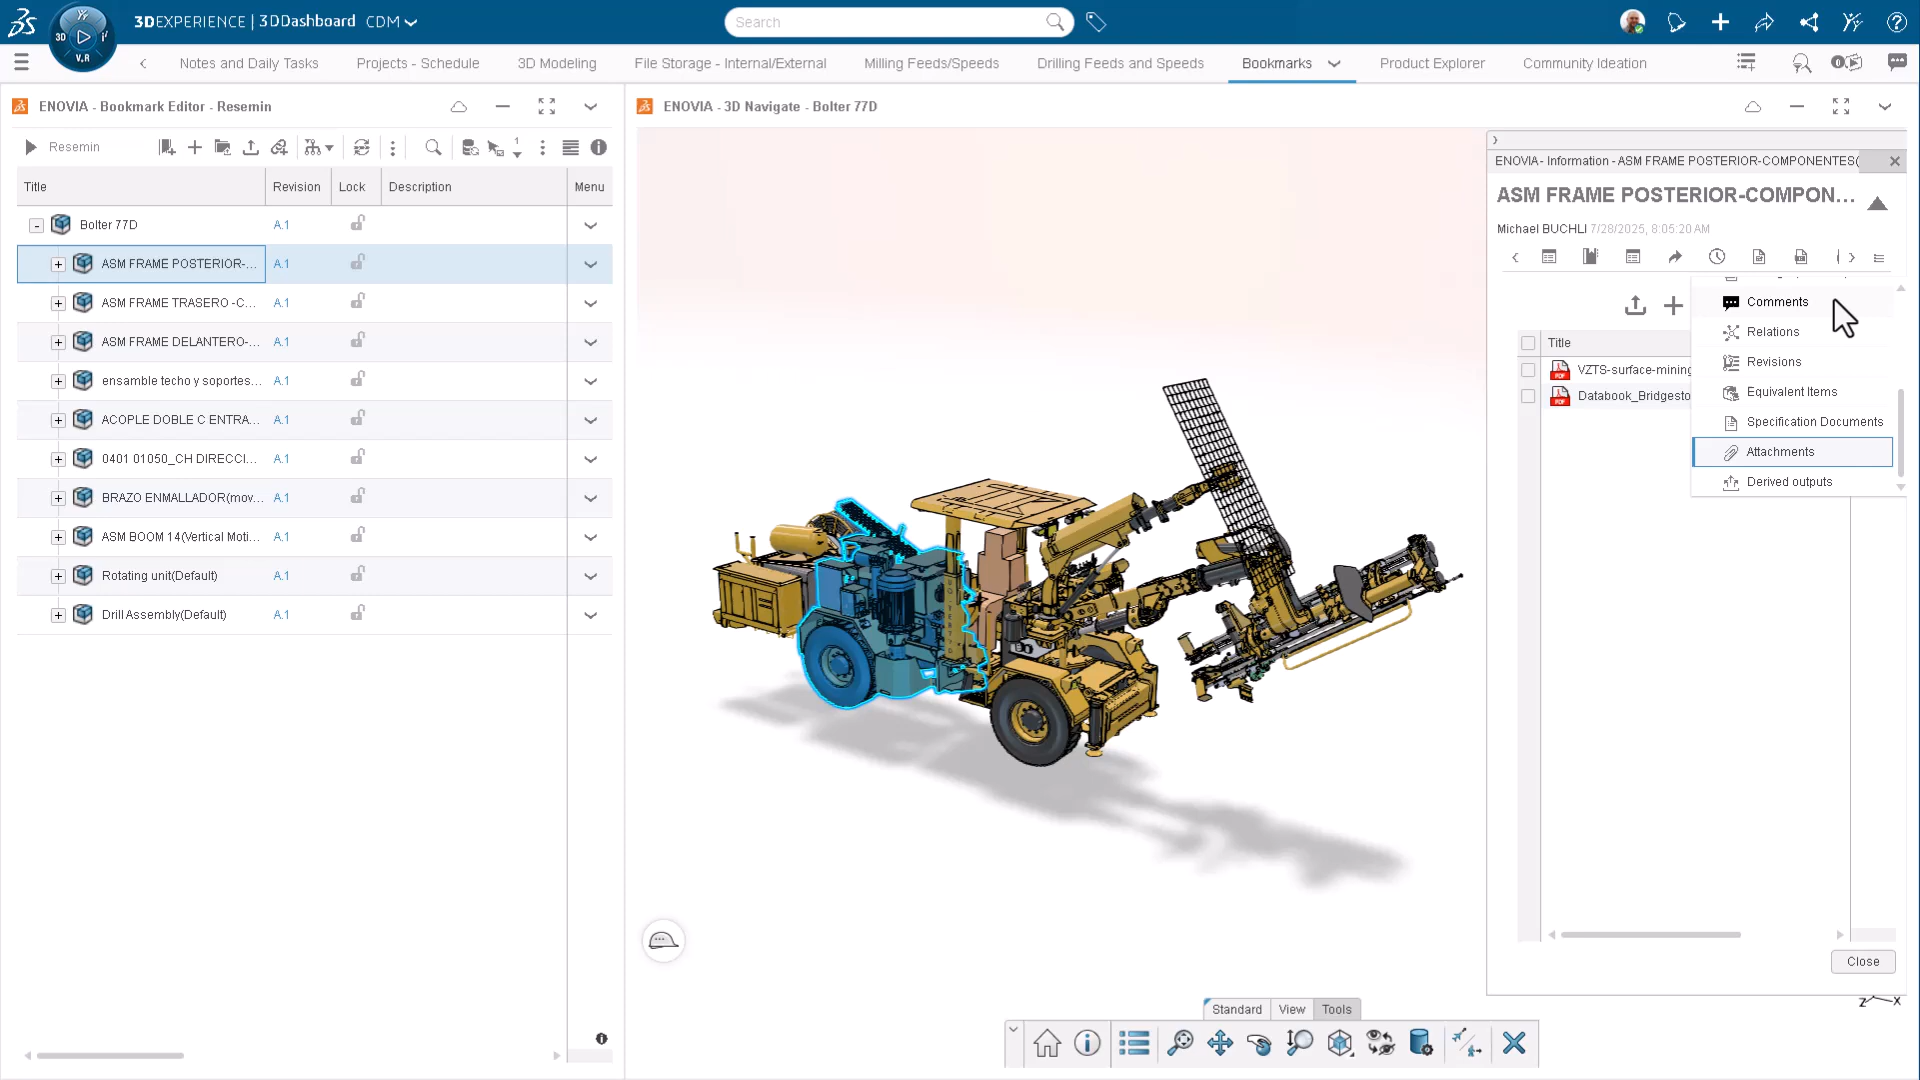 3DEXPERIENCE | 3DDashboard CDM
Search
3D
V,R
Notes and Daily Tasks
Projects - Schedule
3D Modeling
File Storage - Internal/External
Milling Feeds/Speeds
Drilling Feeds and Speeds
Bookmarks
Product Explorer
Community Ideation
ENOVIA - Bookmark Editor - Resemin
Resemin
1
Title Revision Lock Description Menu
Bolter 77D A.1
ASM FRAME POSTERIOR-... A.1
ASM FRAME TRASERO -C... A.1
ASM FRAME DELANTERO-... A.1
ensamble techo y soportes... A.1
ACOPLE DOBLE C ENTRA... A.1
0401 01050_CH DIRECCI... A.1
BRAZO ENMALLADOR(mov... A.1
ASM BOOM 14(Vertical Moti... A.1
Rotating unit(Default) A.1
Drill Assembly(Default) A.1
ENOVIA - 3D Navigate - Bolter 77D
ENOVIA - Information - ASM FRAME POSTERIOR-COMPONENTES(
ASM FRAME POSTERIOR-COMPON...
Michael BUCHLI 7/28/2025, 8:05:20 AM
Comments
Relations
Revisions
Equivalent Items
Specification Documents
Attachments
Derived outputs
Title
VZTS-surface-mining
Databook_Bridgesto
Close
Z X
Standard View Tools